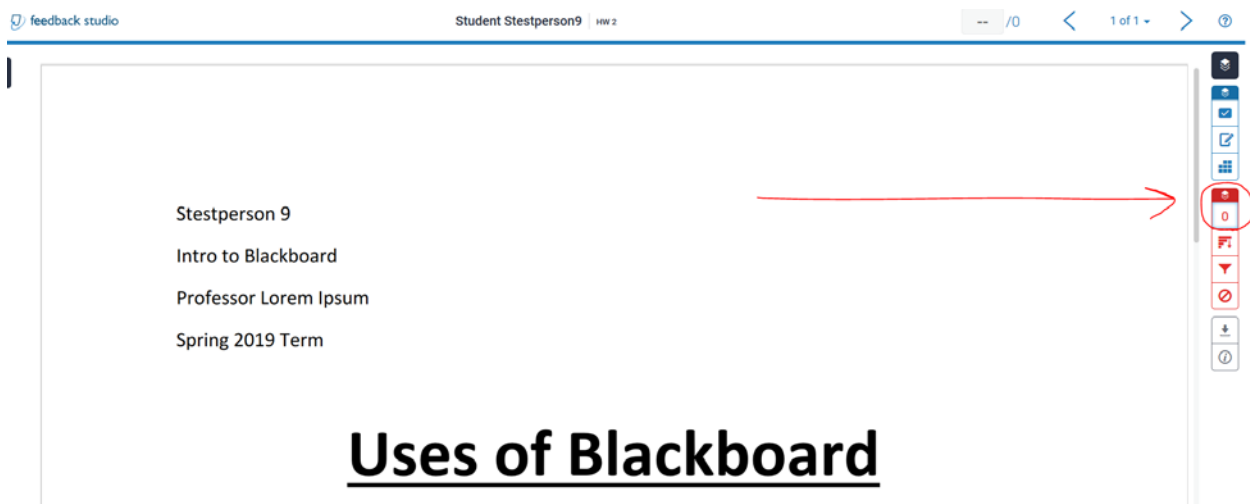 feedback studio
Student Stestperson9 HW 2
-- /0
1 of 1
0
Stestperson 9
Intro to Blackboard
Professor Lorem Ipsum
Spring 2019 Term
Uses of Blackboard